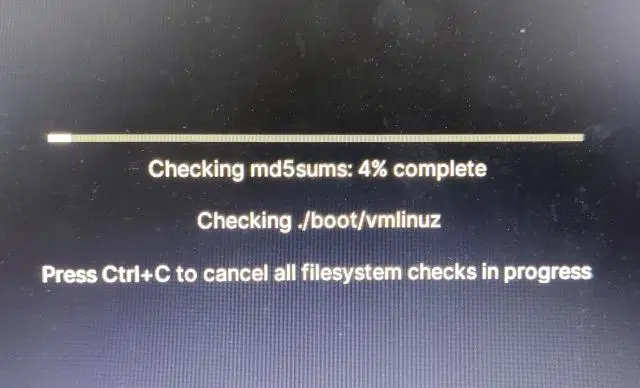 Checking md5sums: 4% complete
Checking ./boot/vmlinuz
Press Ctrl+C to cancel all filesystem checks in progress